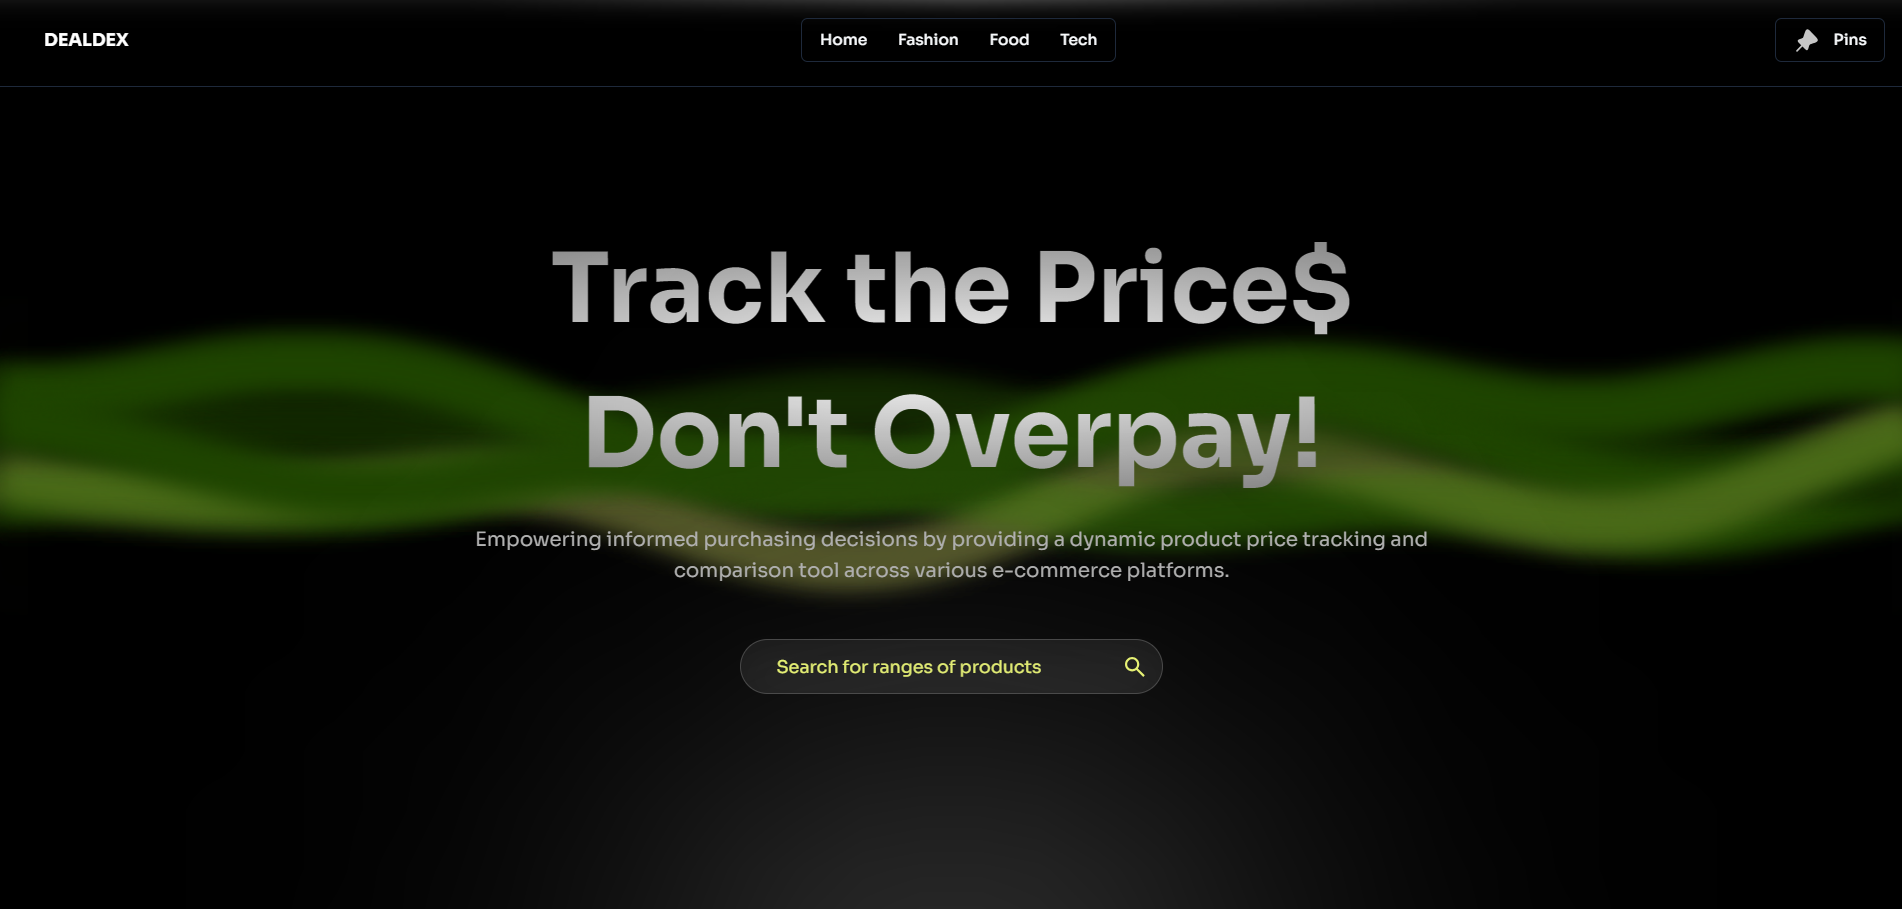 DEALDEX
Home Fashion Food Tech
Pins
Track the Price$
Don't Overpay!
Empowering informed purchasing decisions by providing a dynamic product price tracking and
comparison tool across various e-commerce platforms.
Search for ranges of products